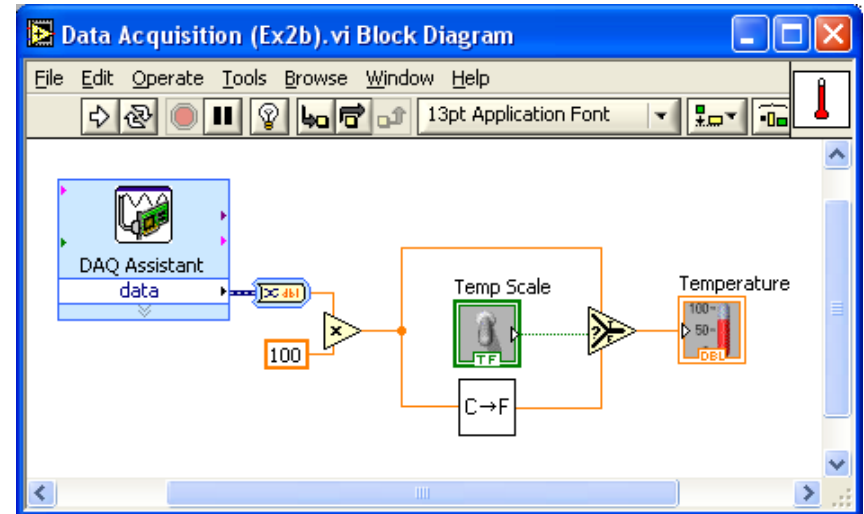 Data Acquisition (Ex2b).vi Block Diagram
File Edit Operate Tools Browse Window Help
13pt Application Font
DAQ Assistant
data
dbl
100
Temp Scale
TF
C→F
? T F
Temperature
100
50
DBL